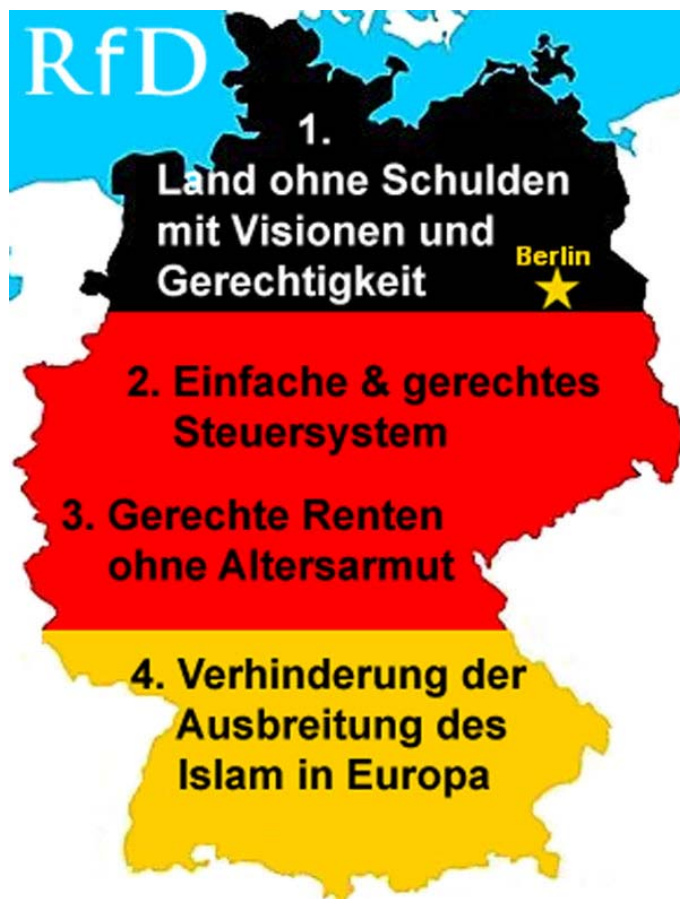 RfD
1.
Land ohne Schulden
mit Visionen und
Gerechtigkeit
Berlin
2. Einfache & gerechtes
Steuersystem
3. Gerechte Renten
ohne Altersarmut
4. Verhinderung der
Ausbreitung des
Islam in Europa